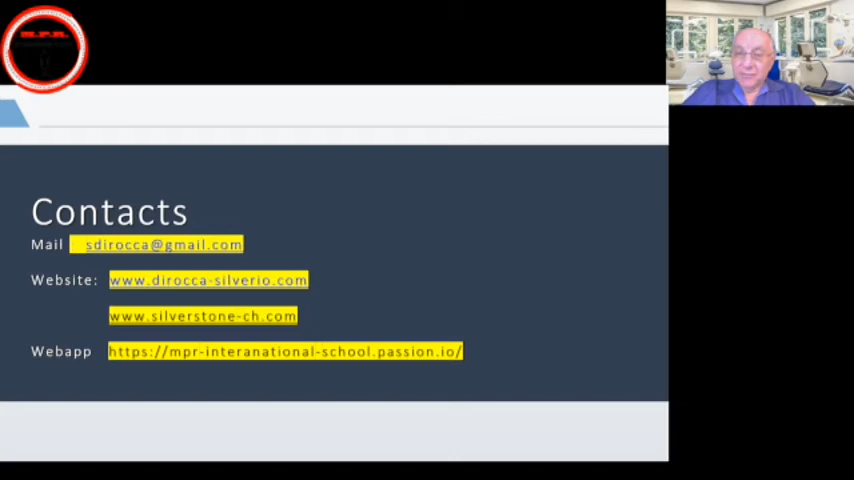 M.P.R.
Contacts
Mail : sdirocca@gmail.com
Website: www.dirocca-silverio.com
www.silverstone-ch.com
Webapp https://mpr-interanational-school.passion.io/